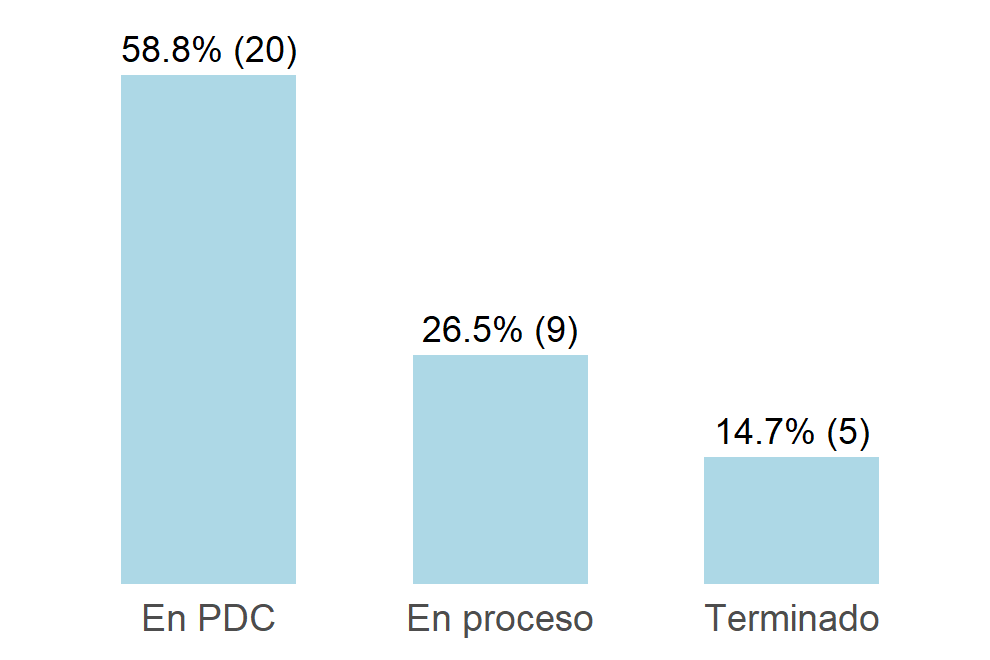 58.8% (20)
26.5% (9)
14.7% (5)
En PDC
En proceso
Terminado